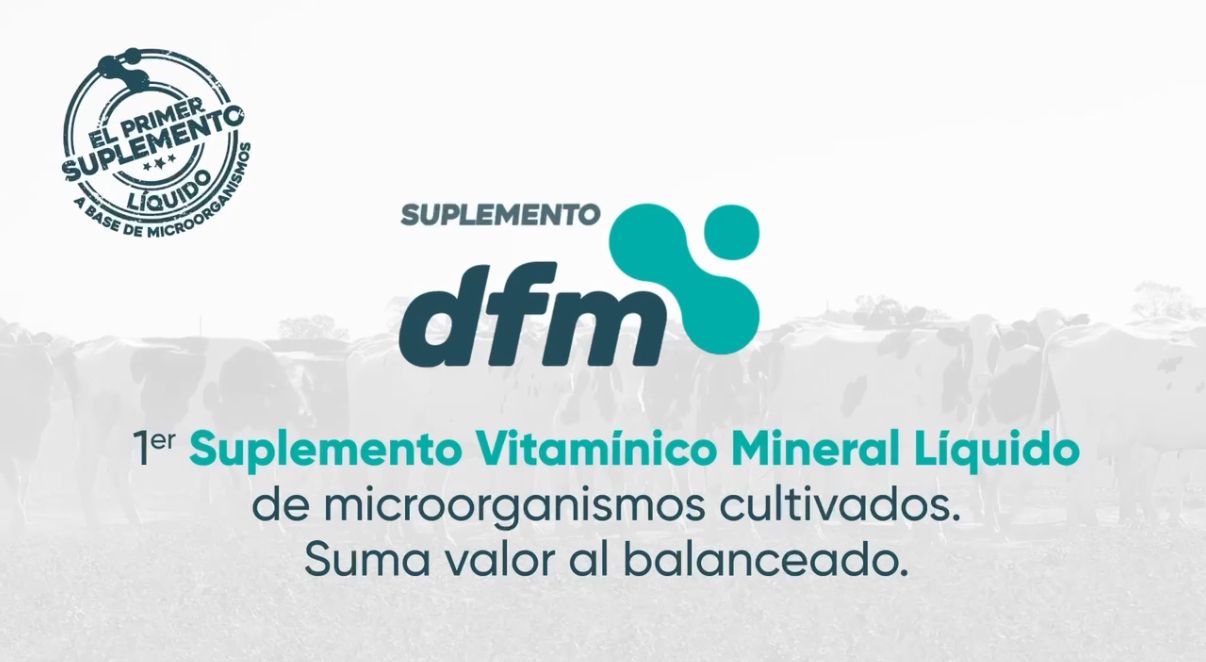 EL PRIMER
SUPLEMENTO
LÍQUIDO
A BASE DE MICROORGANISMOS
SUPLEMENTO
dfm
1er Suplemento Vitamínico Mineral Líquido
de microorganismos cultivados.
Suma valor al balanceado.